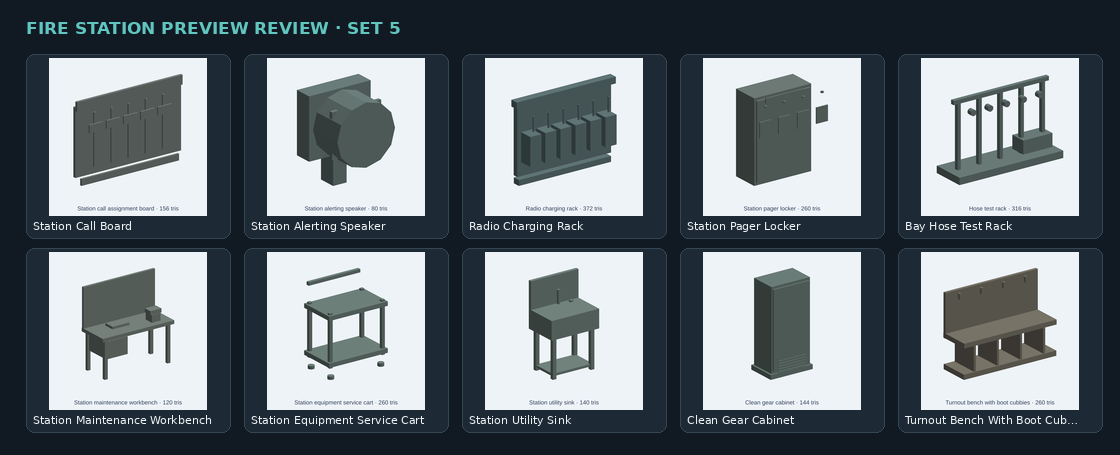 FIRE STATION PREVIEW REVIEW · SET 5
Station call assignment board · 156 tris
Station Call Board
Station alerting speaker · 80 tris
Station Alerting Speaker
Radio charging rack · 372 tris
Radio Charging Rack
Station pager locker · 260 tris
Station Pager Locker
Hose test rack · 316 tris
Bay Hose Test Rack
Station maintenance workbench · 120 tris
Station Maintenance Workbench
Station equipment service cart · 260 tris
Station Equipment Service Cart
Station utility sink · 140 tris
Station Utility Sink
Clean gear cabinet · 144 tris
Clean Gear Cabinet
Turnout bench with boot cubbies · 260 tris
Turnout Bench With Boot Cub...